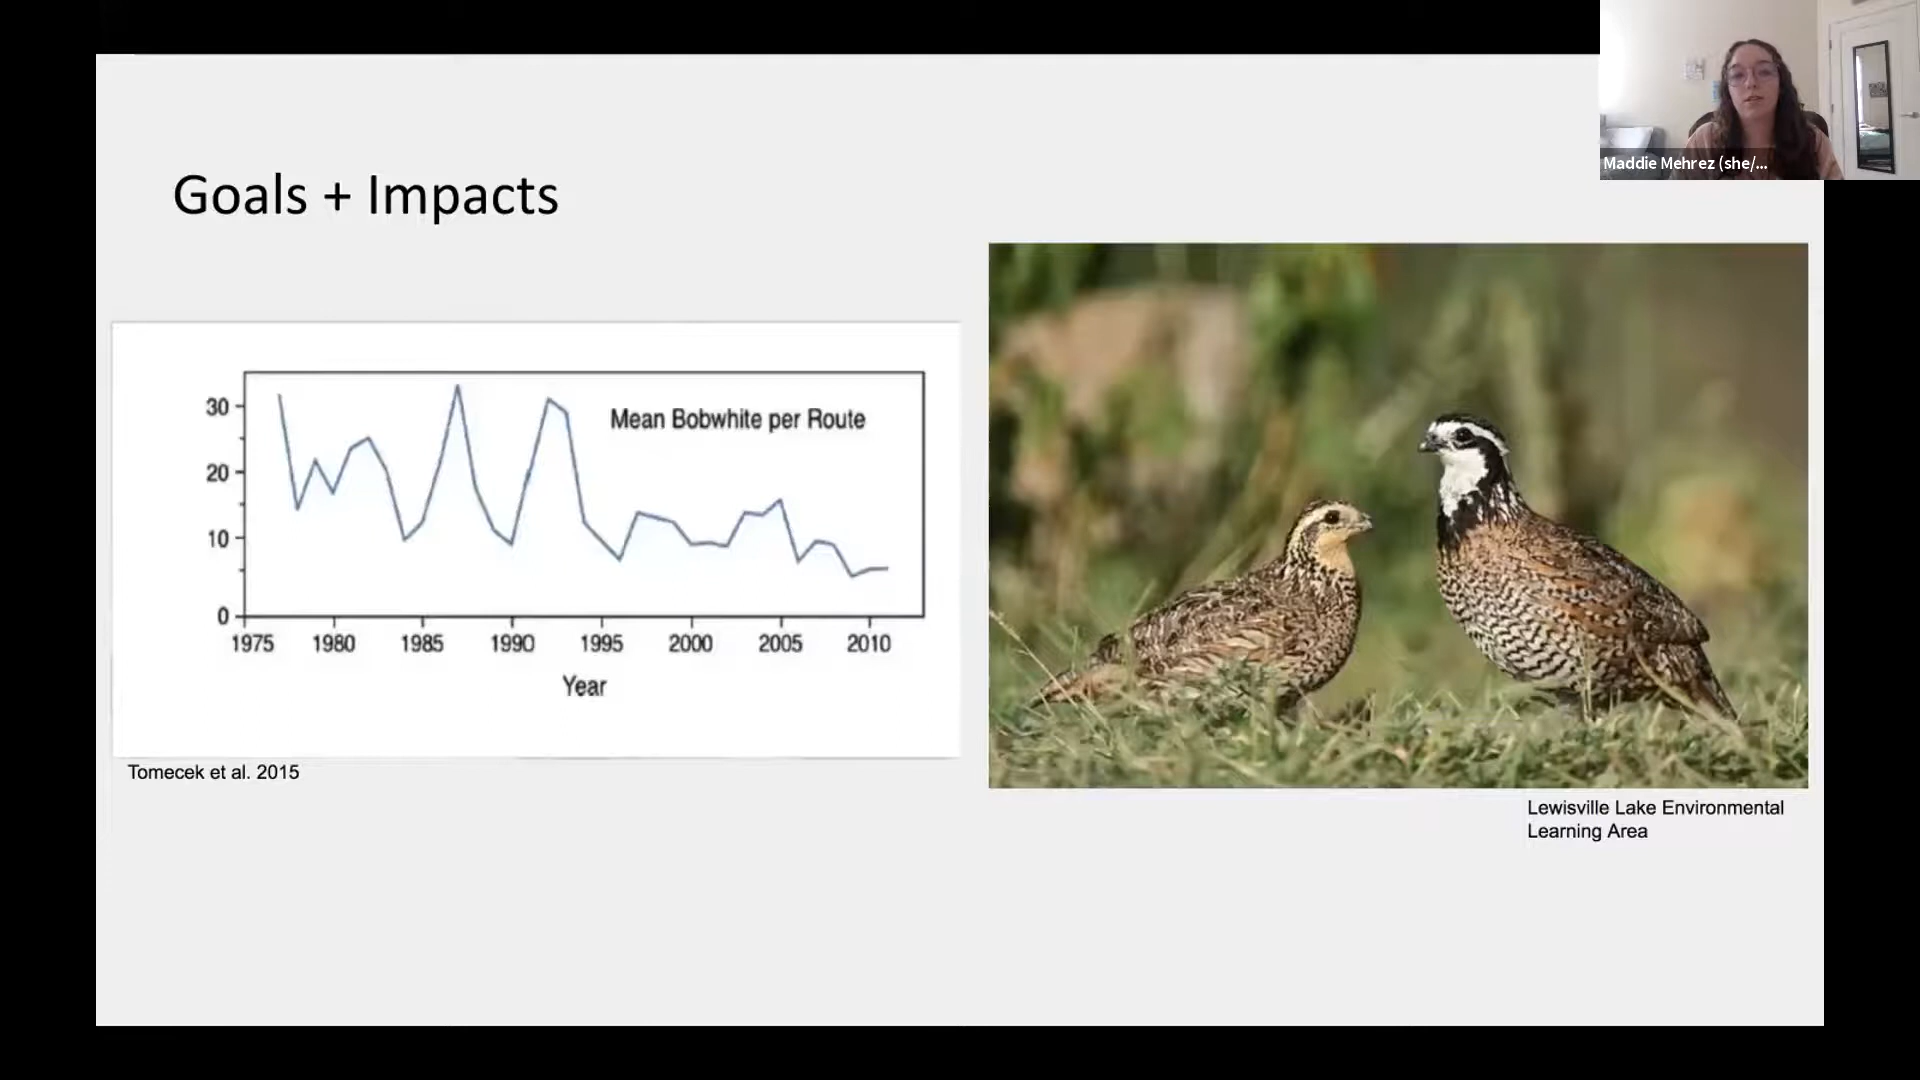 Maddie Mehrez (she/...
Goals + Impacts
Mean Bobwhite per Route
30
20
10
0
1975 1980 1985 1990 1995 2000 2005 2010
Year
Tomecek et al. 2015
Lewisville Lake Environmental
Learning Area